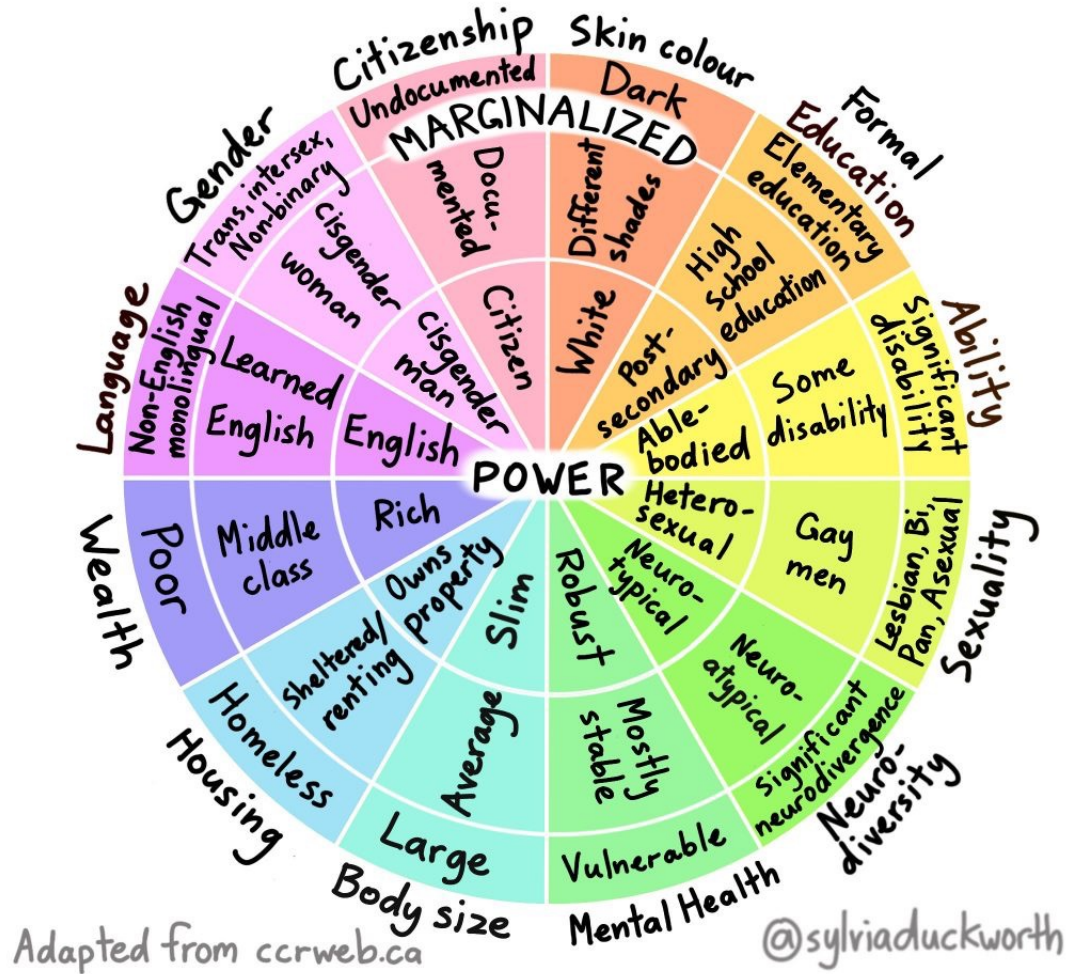 Citizenship
Undocumented
Docu-
mented
Citizen
Skin colour
Dark
Different
shades
White
Formal
Education
Elementary
education
High
school
education
Post-
secondary
Ability
Significant
disability
Some
disability
Able-
bodied
Sexuality
Lesbian, Bi,
Pan, Asexual
Gay
men
Hetero-
sexual
Neuro-
diversity
Significant
neurodivergence
Neuro-
atypical
Neuro-
typical
Mental Health
Vulnerable
Mostly
stable
Robust
Body size
Large
Average
Slim
Housing
Homeless
Sheltered/
renting
Owns
property
Wealth
Poor
Middle
class
Rich
Language
Non-English
monolingual
Learned
English
English
Gender
Trans, intersex,
Non-binary
cisgender
woman
cisgender
man
MARGINALIZED
POWER
Adapted from ccrweb.ca
@sylviaduckworth